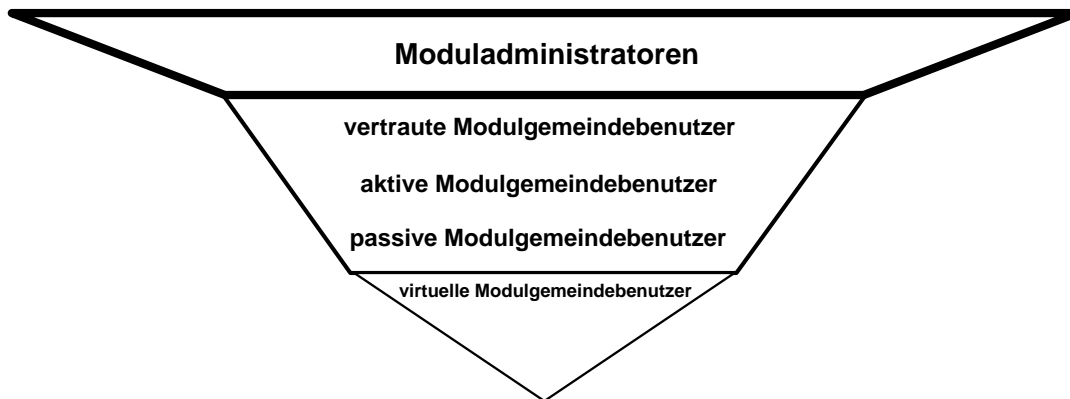 Moduladministratoren
vertraute Modulgemeindebenutzer
aktive Modulgemeindebenutzer
passive Modulgemeindebenutzer
virtuelle Modulgemeindebenutzer